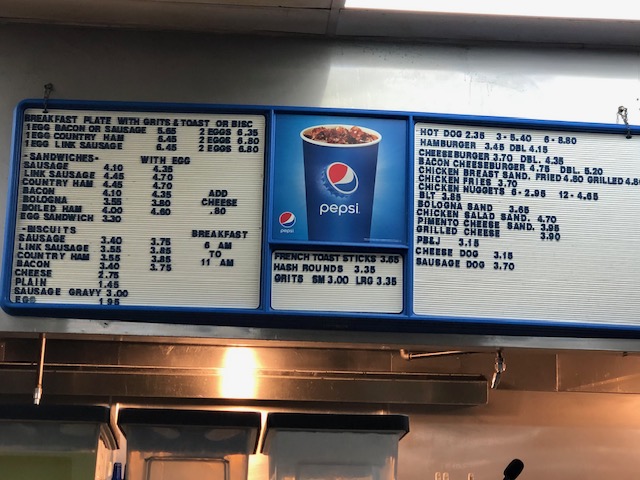 BREAKFAST PLATE WITH GRITS & TOAST OR BISC
1EGG BACON OR SAUSAGE 5.65 2 EGGS 6.35
1EGG COUNTRY HAM 6.45 2 EGGS 6.80
1EGG LINK SAUSAGE 6.45 2 EGGS 6.80
-SANDWICHES- WITH EGG
SAUSAGE 4.10 4.35
LINK SAUSAGE 4.45 4.70
COUNTRY HAM 4.45 4.70
BACON 4.10 4.35 ADD
BOLOGNA 3.55 3.80 CHEESE
BOILED HAM 4.00 4.60 .80
EGG SANDWICH 3.30
-BISCUITS BREAKFAST
SAUSAGE 3.40 3.75 6 AM
LINK SAUSAGE 3.55 3.85 TO
COUNTRY HAM 3.55 3.85 11 AM
BACON 3.40 3.75
CHEESE 2.75
PLAIN 1.45
SAUSAGE GRAVY 3.00
EGG 1.95
pepsi
pepsi
FRENCH TOAST STICKS 3.65
HASH ROUNDS 3.35
GRITS SM 3.00 LRG 3.35
HOT DOG 2.35 3-5.40 5-8.80
HAMBURGER 3.45 DBL 4.15
CHEESEBURGER 3.70 DBL. 4.35
BACON CHEESEBURGER 4.75 DBL. 5.20
CHICKEN BREAST SAND. FRIED 4.80 GRILLED 4.80
CHICKEN FILLET 3.70
CHICKEN NUGGETS 6-2.95 12-4.65
BLT 3.55
BOLOGNA SAND. 3.65
CHICKEN SALAD SAND. 4.70
PIMENTO CHEESE SAND. 3.95
GRILLED CHEESE 3.90
PB&J 3.15
CHEESE DOG 3.15
SAUSAGE DOG 3.70